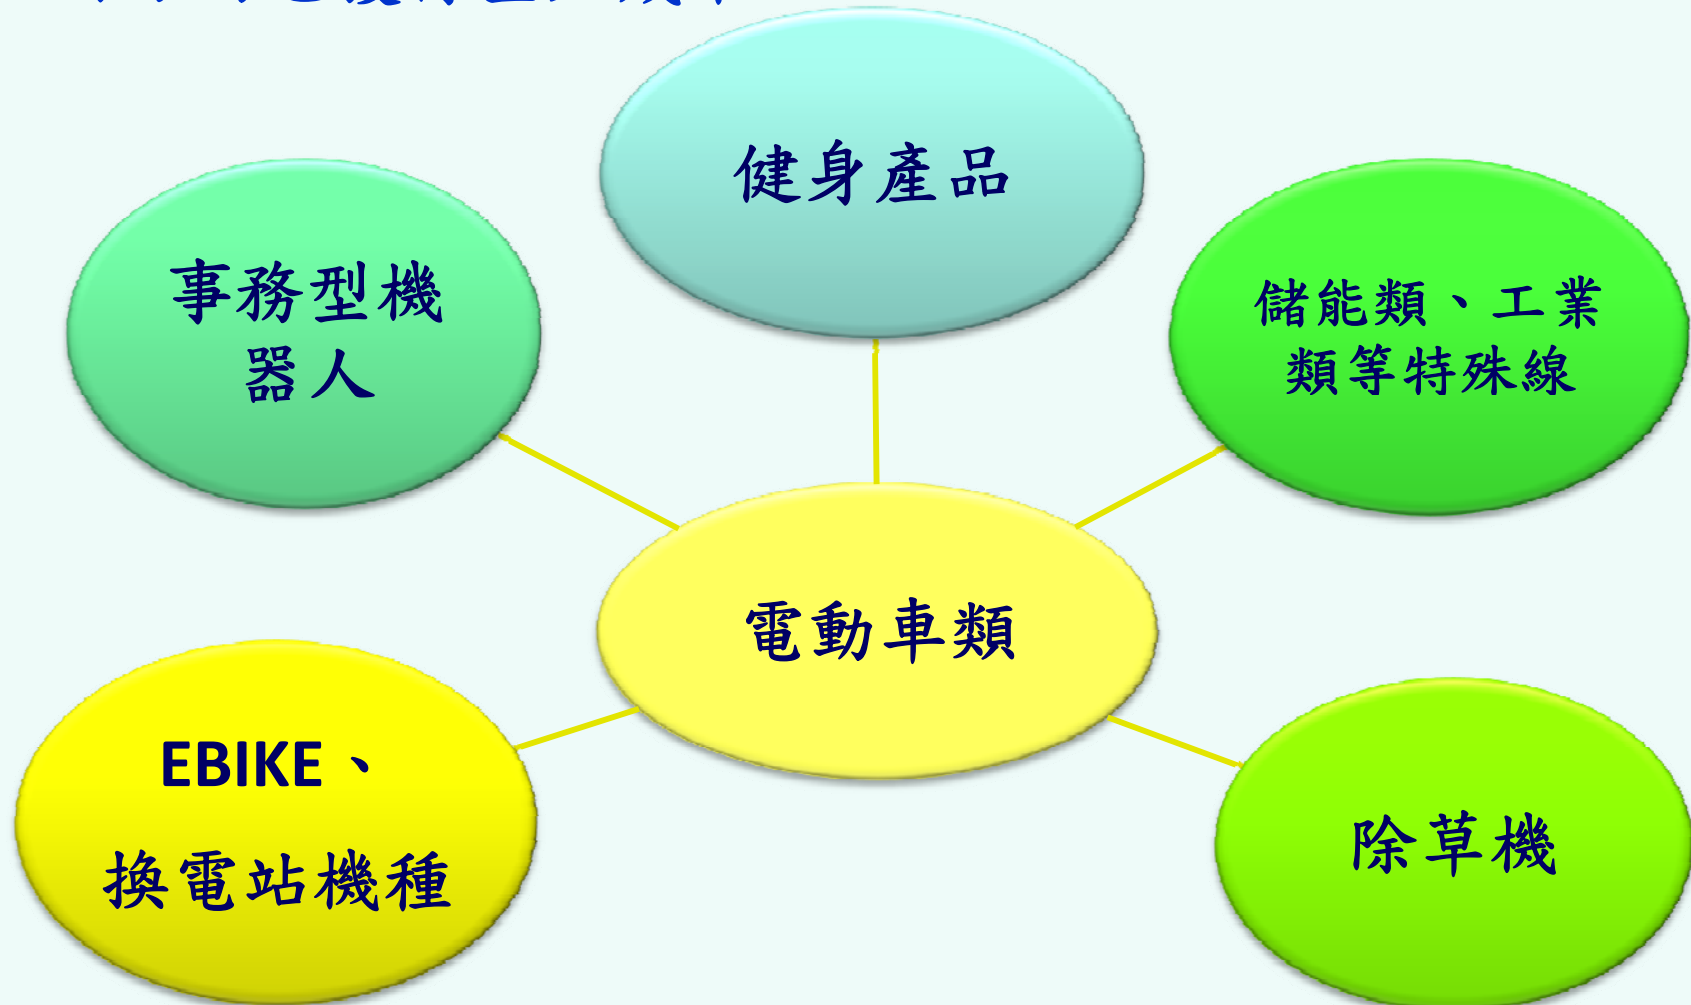 健身產品
事務型機
器人
儲能類、工業
類等特殊線
電動車類
EBIKE、
換電站機種
除草機